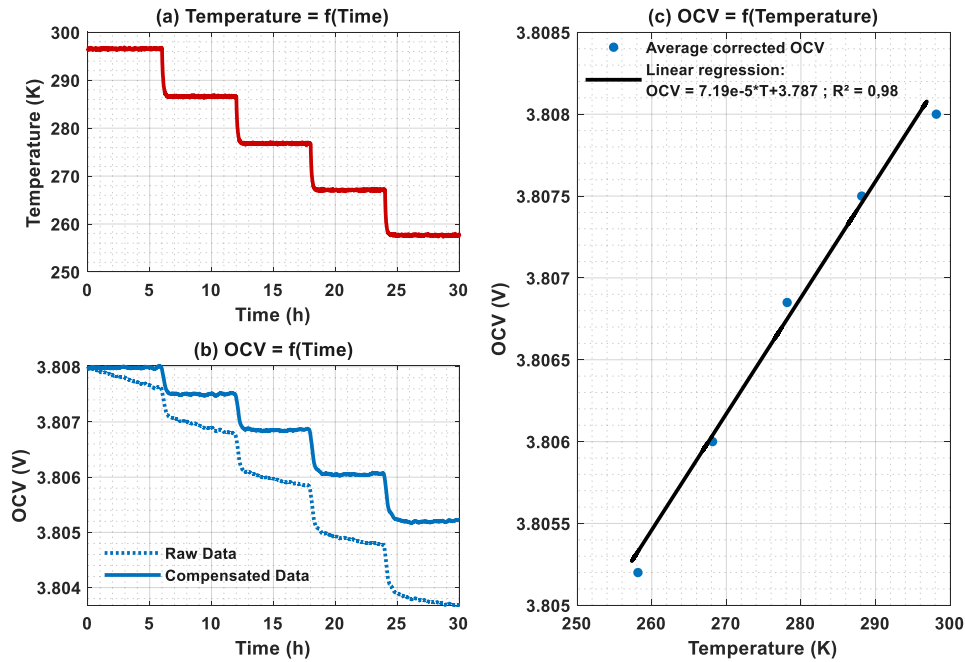 (a) Temperature = f(Time)
300
290
280
270
260
250
Temperature (K)
0 5 10 15 20 25 30
Time (h)
(b) OCV = f(Time)
3.808
3.807
3.806
3.805
3.804
OCV (V)
Raw Data
Compensated Data
0 5 10 15 20 25 30
Time (h)
(c) OCV = f(Temperature)
3.8085
3.808
3.8075
3.807
3.8065
3.806
3.8055
3.805
OCV (V)
Average corrected OCV
Linear regression:
OCV = 7.19e-5*T+3.787 ; R² = 0,98
250 260 270 280 290 300
Temperature (K)